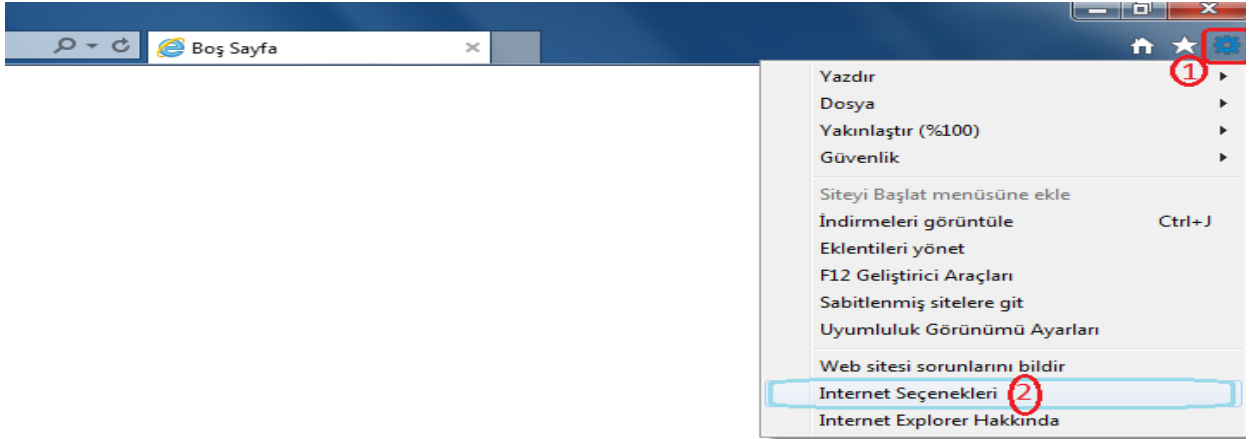 Boş Sayfa
1
Yazdır
Dosya
Yakınlaştır (%100)
Güvenlik
Siteyi Başlat menüsüne ekle
İndirmeleri görüntüle Ctrl+J
Eklentileri yönet
F12 Geliştirici Araçları
Sabitlenmiş sitelere git
Uyumluluk Görünümü Ayarları
Web sitesi sorunlarını bildir
Internet Seçenekleri 2
Internet Explorer Hakkında